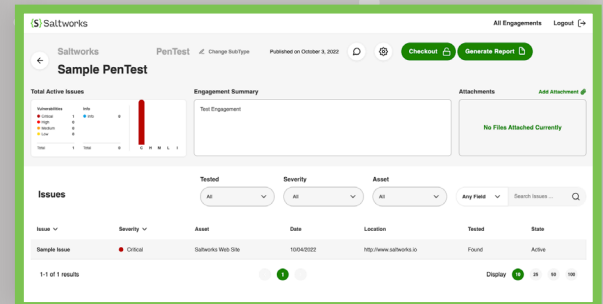 {S} Saltworks
All Engagements Logout
Saltworks PenTest Change SubType Published on October 3, 2022 Checkout Generate Report
Sample PenTest
Total Active Issues Engagement Summary Attachments Add Attachment
Vulnerabilities Info
Critical 1 Info 0
High 0
Medium 0
Low 0
Total 1 Total 0 C H M L I
Test Engagement
No Files Attached Currently
Issues
Tested Severity Asset
All All All Any Field Search Issues ...
Issue Severity Asset Date Location Tested State
Sample Issue Critical Saltworks Web Site 10/04/2022 http://www.saltworks.io Found Active
1-1 of 1 results 1 Display 10 20 50 100